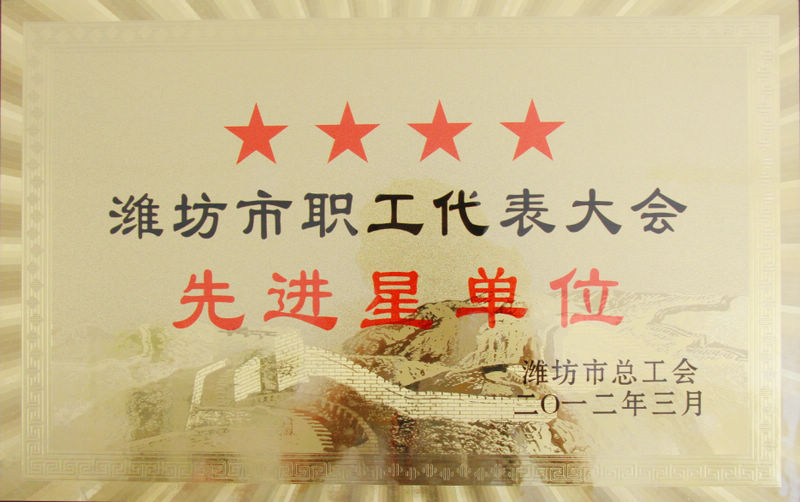 潍坊市职工代表大会
先进星单位
潍坊市总工会
二〇一二年三月